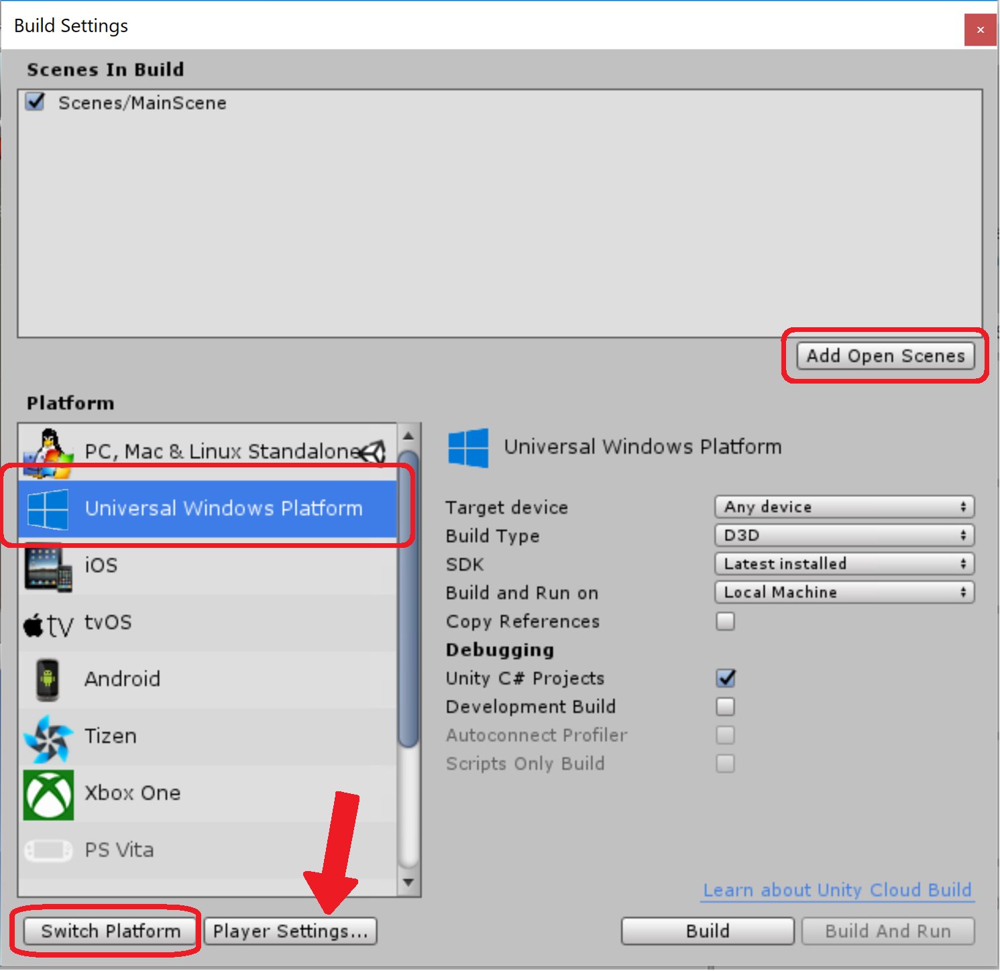 Build Settings
x
Scenes In Build
Scenes/MainScene
Add Open Scenes
Platform
PC, Mac & Linux Standalone
Universal Windows Platform
iOS
tv tvOS
Android
Tizen
Xbox One
PS Vita
Universal Windows Platform
Target device Any device
Build Type D3D
SDK Latest installed
Build and Run on Local Machine
Copy References
Debugging
Unity C# Projects
Development Build
Autoconnect Profiler
Scripts Only Build
Learn about Unity Cloud Build
Switch Platform Player Settings... Build Build And Run